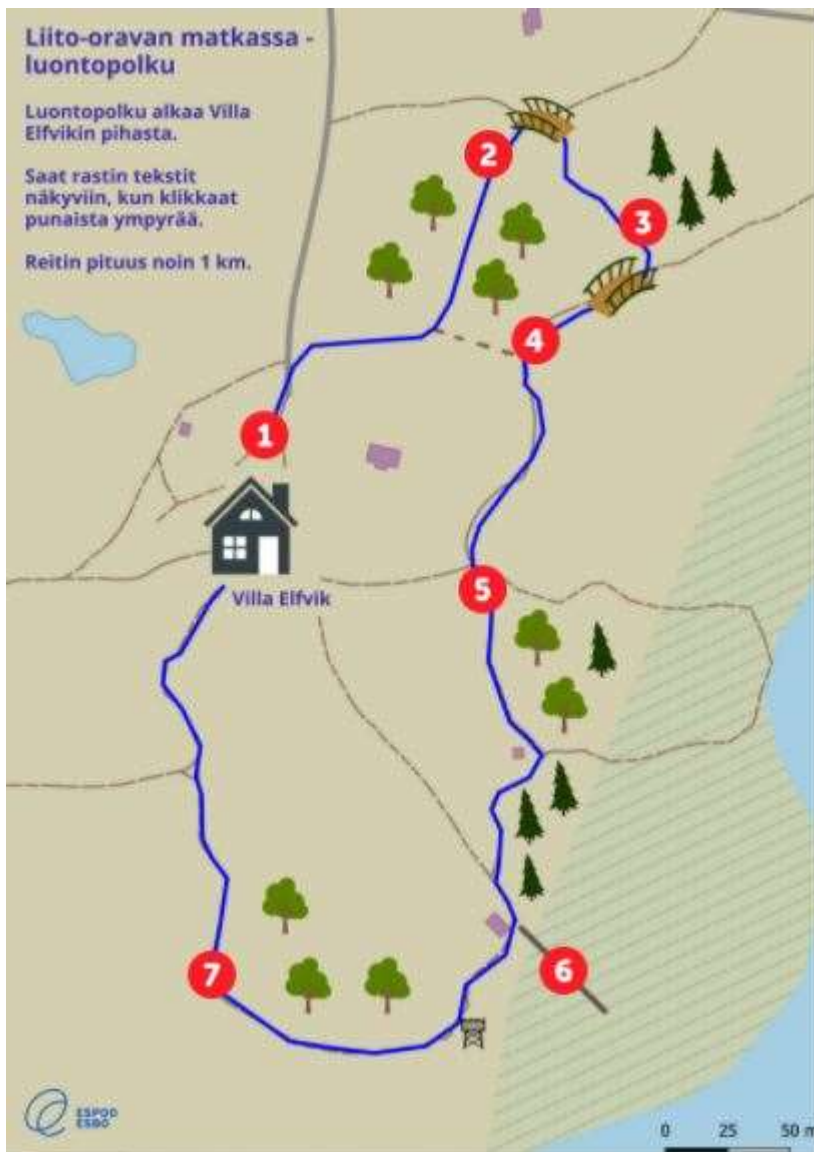 Liito-oravan matkassa -
luontopolku
Luontopolku alkaa Villa
Elfvikin pihasta.
Saat rastin tekstit
näkyviin, kun klikkaat
punaista ympyrää.
Reitin pituus noin 1 km.
2
3
4
1
Villa Elfvik
5
6
7
ESPOO
ESBO
0 25 50 m